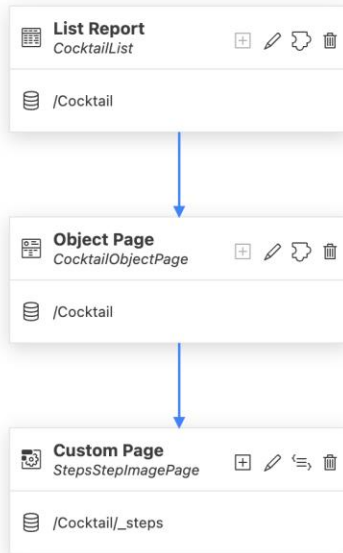 List Report
CocktailList
/Cocktail
Object Page
CocktailObjectPage
/Cocktail
Custom Page
StepsStepImagePage
/Cocktail/_steps